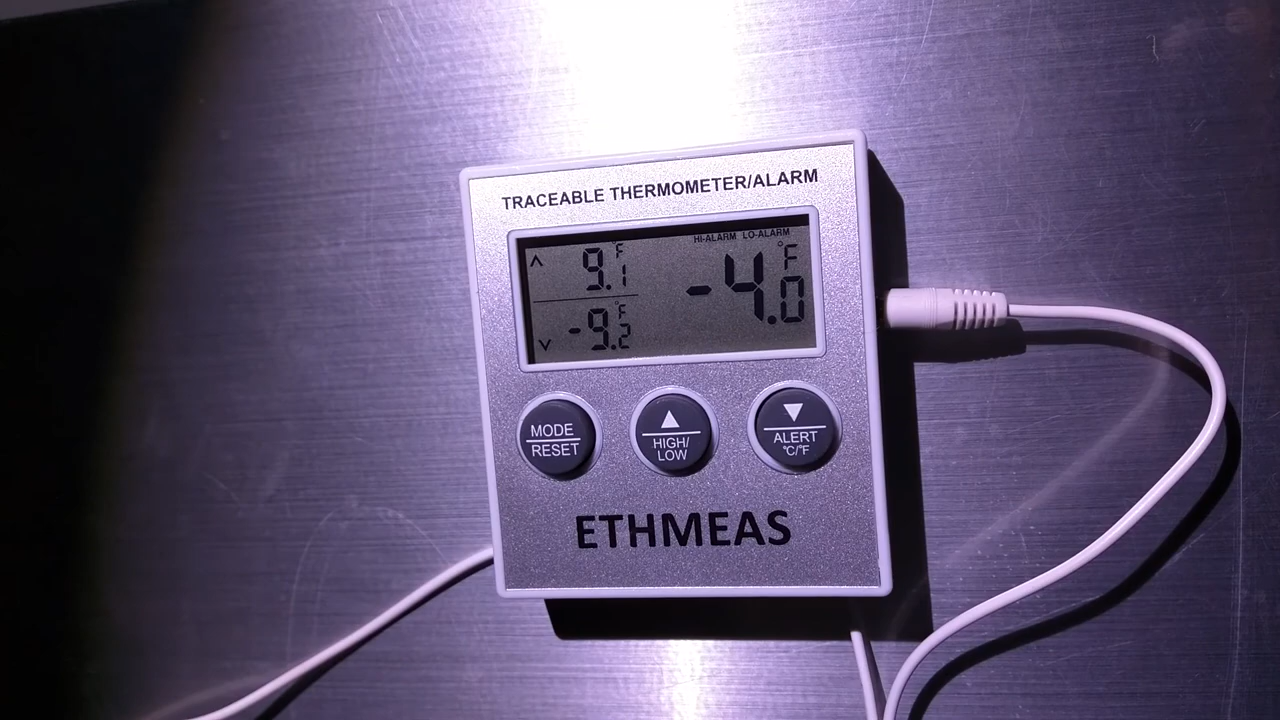 TRACEABLE THERMOMETER/ALARM
HI-ALARM LO-ALARM
9.1 °F
-9.2 °F
-4.0 °F
MODE
RESET
HIGH/
LOW
ALERT
°C/°F
ETHMEAS